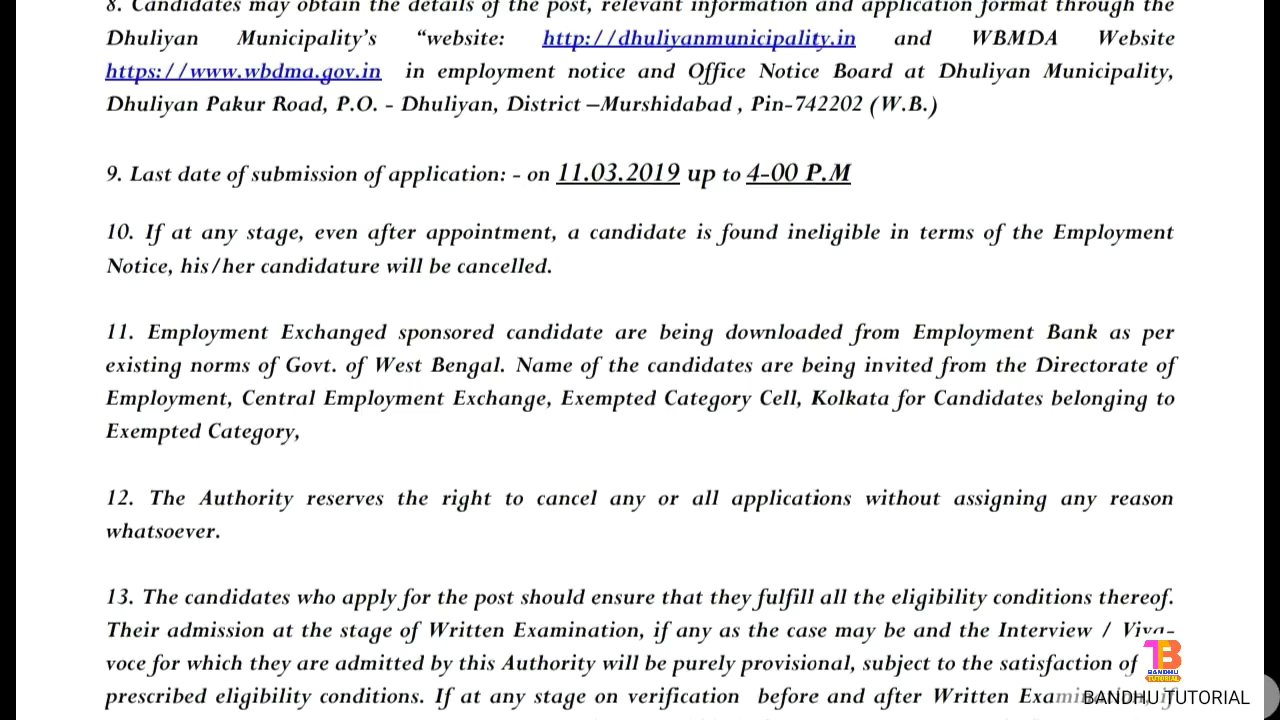 8. Candidates may obtain the details of the post, relevant information and application format through the
Dhuliyan Municipality's “website: http://dhuliyanmunicipality.in and WBMDA Website
https://www.wbdma.gov.in in employment notice and Office Notice Board at Dhuliyan Municipality,
Dhuliyan Pakur Road, P.O. - Dhuliyan, District –Murshidabad , Pin-742202 (W.B.)
9. Last date of submission of application: - on 11.03.2019 up to 4-00 P.M
10. If at any stage, even after appointment, a candidate is found ineligible in terms of the Employment
Notice, his/her candidature will be cancelled.
11. Employment Exchanged sponsored candidate are being downloaded from Employment Bank as per
existing norms of Govt. of West Bengal. Name of the candidates are being invited from the Directorate of
Employment, Central Employment Exchange, Exempted Category Cell, Kolkata for Candidates belonging to
Exempted Category,
12. The Authority reserves the right to cancel any or all applications without assigning any reason
whatsoever.
13. The candidates who apply for the post should ensure that they fulfill all the eligibility conditions thereof.
Their admission at the stage of Written Examination, if any as the case may be and the Interview / Viva-
voce for which they are admitted by this Authority will be purely provisional, subject to the satisfaction of
prescribed eligibility conditions. If at any stage on verification before and after Written
TB
BANDHU
TUTORIAL
BANDHU TUTORIAL